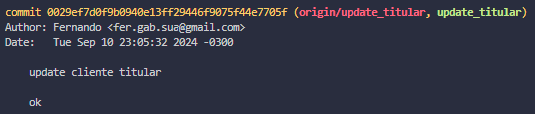 commit 0029ef7d0f9b0940e13ff29446f9075f44e7705f (origin/update_titular, update_titular)
Author: Fernando <fer.gab.sua@gmail.com>
Date:   Tue Sep 10 23:05:32 2024 -0300
update cliente titular
ok